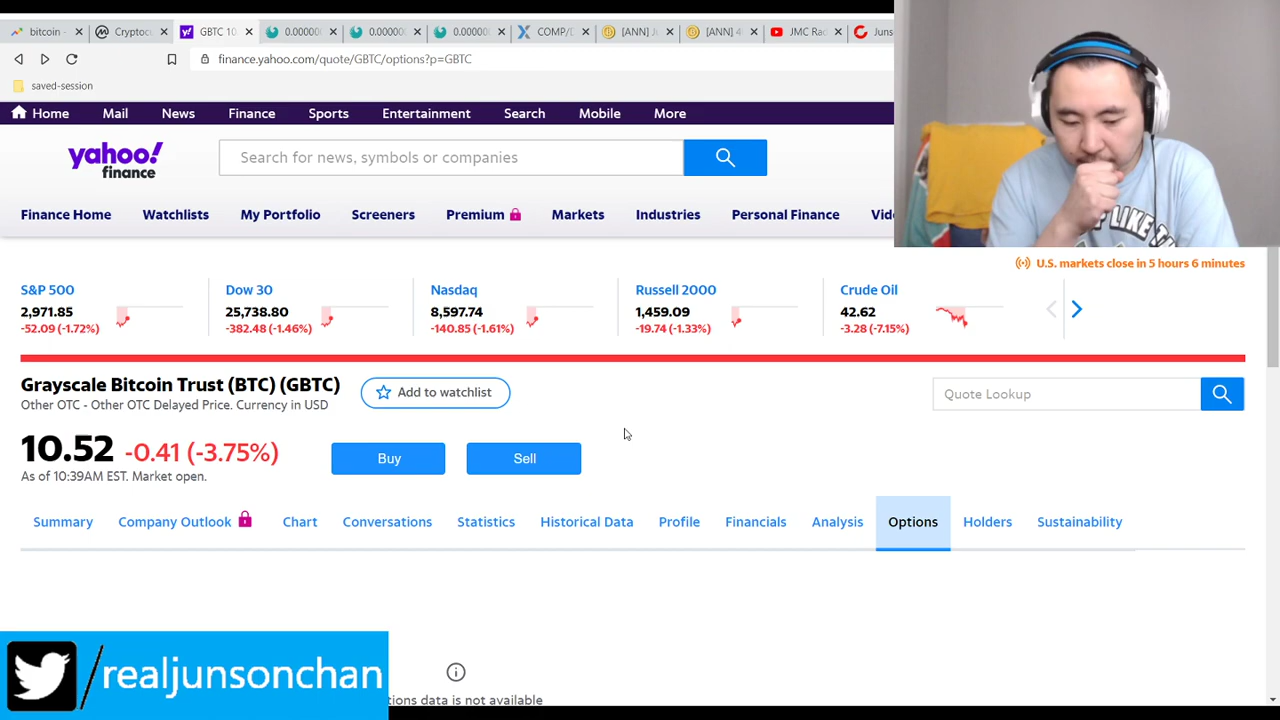 bitcoin
Cryptoc
GBTC 10
0.00000
0.00000
0.00000
COMP/D
[ANN] J
[ANN] 4
JMC Rac
Juns
finance.yahoo.com/quote/GBTC/options?p=GBTC
saved-session
Home Mail News Finance Sports Entertainment Search Mobile More
yahoo!
finance
Search for news, symbols or companies
Finance Home Watchlists My Portfolio Screeners Premium Markets Industries Personal Finance Vid
LIKE TH
U.S. markets close in 5 hours 6 minutes
S&P 500
2,971.85
-52.09 (-1.72%)
Dow 30
25,738.80
-382.48 (-1.46%)
Nasdaq
8,597.74
-140.85 (-1.61%)
Russell 2000
1,459.09
-19.74 (-1.33%)
Crude Oil
42.62
-3.28 (-7.15%)
Grayscale Bitcoin Trust (BTC) (GBTC)
Other OTC - Other OTC Delayed Price. Currency in USD
Add to watchlist
Quote Lookup
10.52 -0.41 (-3.75%)
As of 10:39AM EST. Market open.
Buy
Sell
Summary Company Outlook Chart Conversations Statistics Historical Data Profile Financials Analysis Options Holders Sustainability
/realjunsonchan
tions data is not available